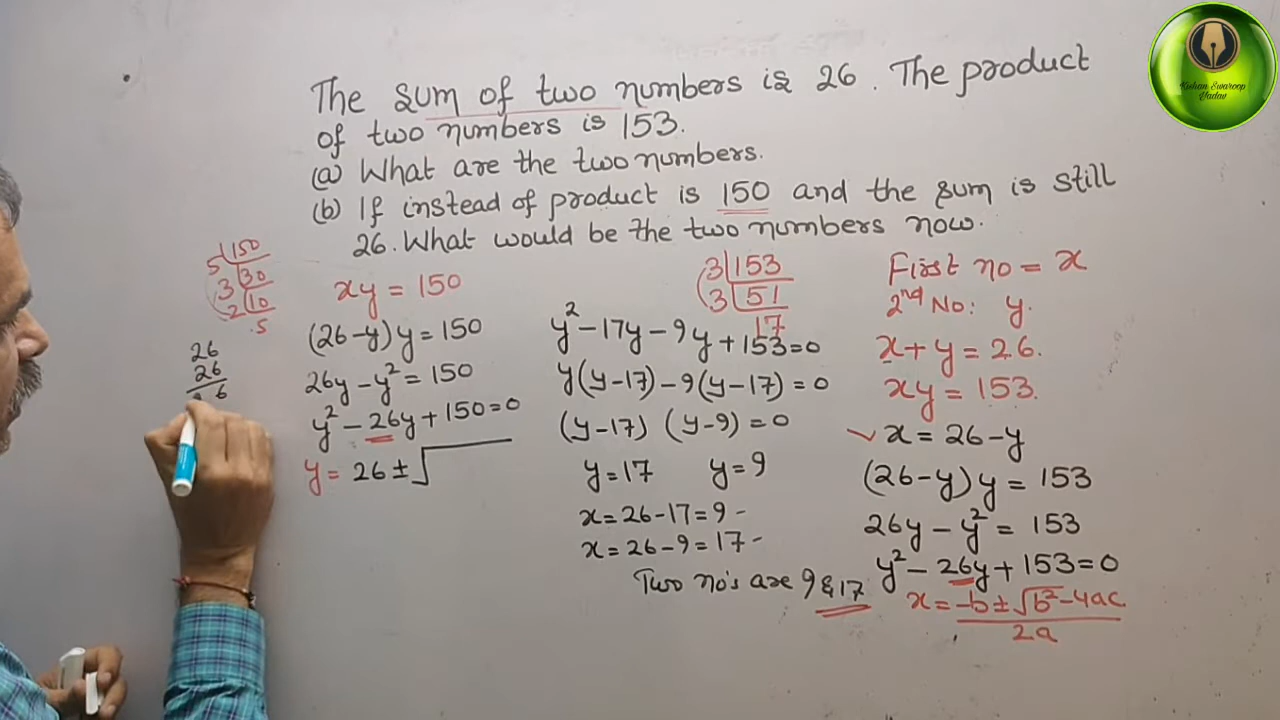 The sum of two numbers is 26. The product
of two numbers is 153.
(a) What are the two numbers.
(b) If instead of product is 150 and the sum is still
26. What would be the two numbers now.
5 150
3 30
2 10
.5
26
26
6
xy = 150
(26-y)y = 150
26y - y² = 150
y² - 26y + 150 = 0
y = 26 ± √
3 153
3 51
17
y² - 17y - 9y + 153 = 0
y(y-17) - 9(y-17) = 0
(y-17) (y-9) = 0
y = 17 y = 9
x = 26 - 17 = 9 -
x = 26 - 9 = 17 -
Two no's are 9 & 17
First no = x
2nd No: y.
x + y = 26.
xy = 153.
✓ x = 26 - y
(26-y)y = 153
26y - y² = 153
y² - 26y + 153 = 0
x = -b ± √b² - 4ac
2a
Kishan Swaroop
Yadav